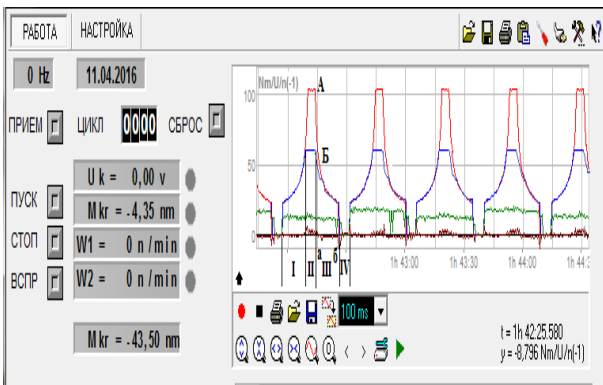 РАБОТА НАСТРОЙКА
0 Hz 11.04.2016
ПРИЕМ ЦИКЛ 0000 СБРОС
U k = 0,00 v
ПУСК
M kr = -4,35 nm
СТОП W1 = 0 n / min
ВСПР W2 = 0 n / min
M kr = -43,50 nm
Nm/U/n(-1)
100 А
50 Б
0
а б
I II III IV 1h 43:00 1h 43:30 1h 44:00 1h 44:3
100 ms
t = 1h 42:25.580
y = -8,796 Nm/U/n(-1)